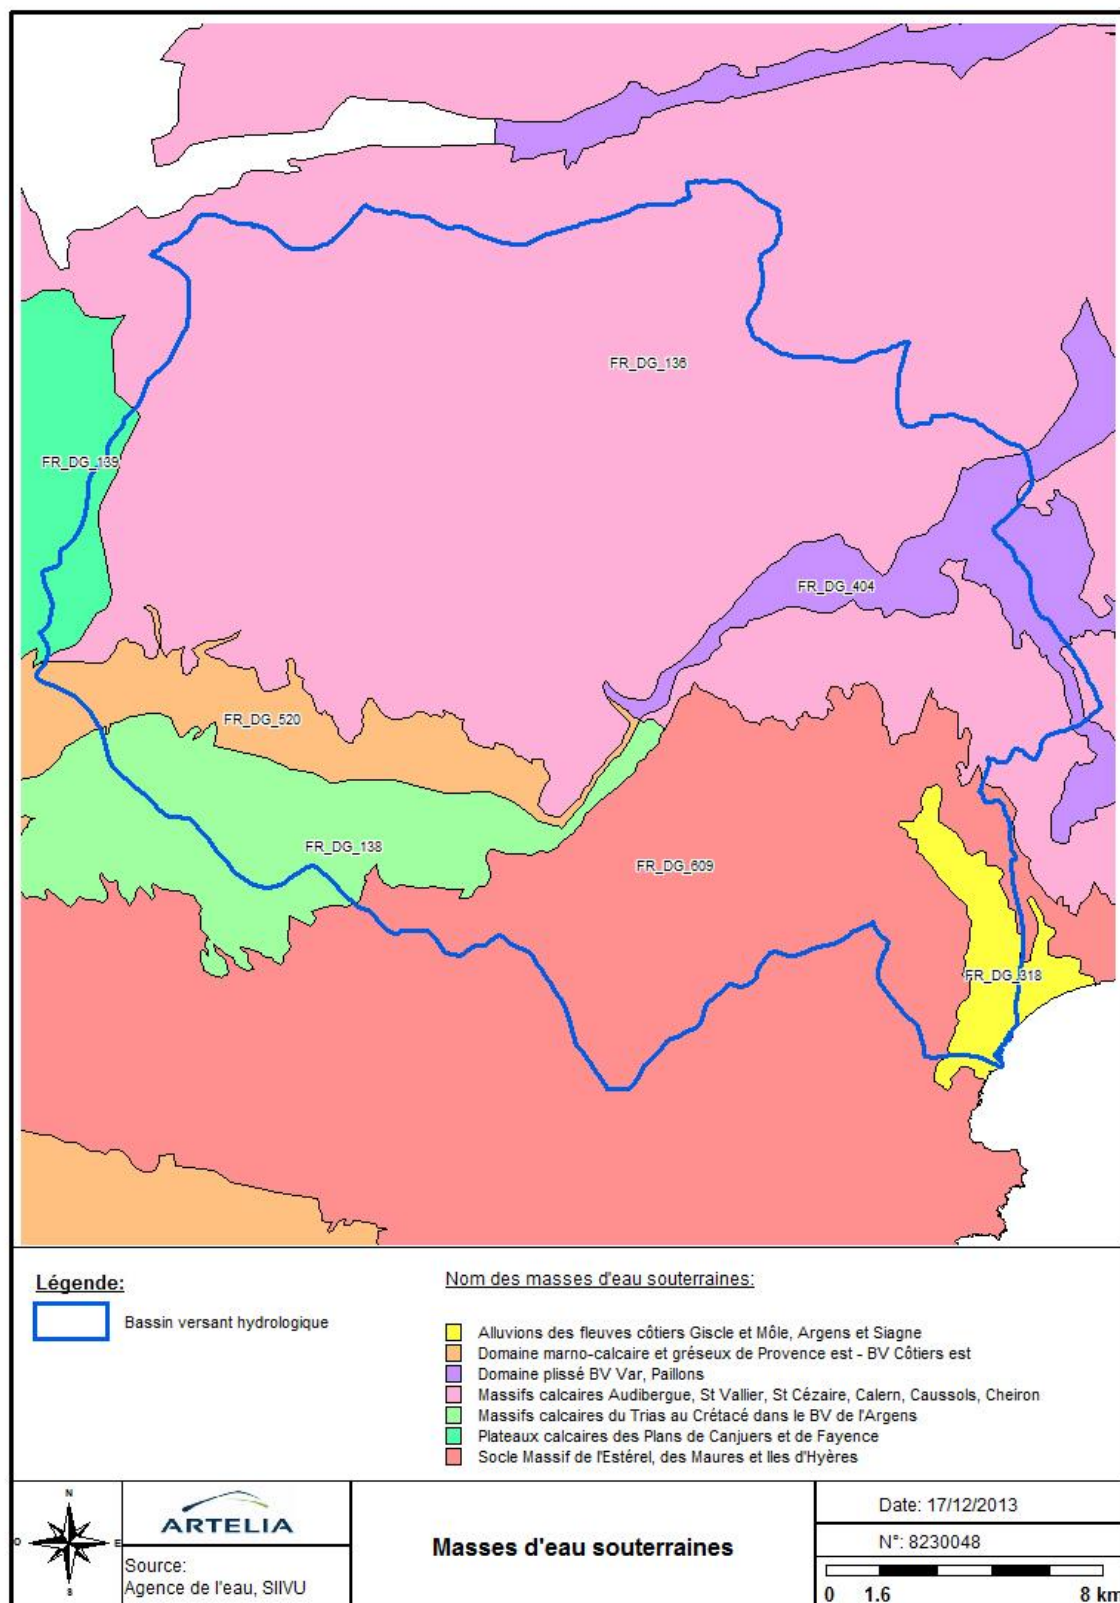 FR_DG_136
FR_DG_139
FR_DG_404
FR_DG_520
FR_DG_138
FR_DG_609
FR_DG_318
Légende:
Bassin versant hydrologique
Nom des masses d'eau souterraines:
Alluvions des fleuves côtiers Giscle et Môle, Argens et Siagne
Domaine marno-calcaire et gréseux de Provence est - BV Côtiers est
Domaine plissé BV Var, Paillons
Massifs calcaires Audibergue, St Vallier, St Cézaire, Calern, Caussols, Cheiron
Massifs calcaires du Trias au Crétacé dans le BV de l'Argens
Plateaux calcaires des Plans de Canjuers et de Fayence
Socle Massif de l'Estérel, des Maures et Iles d'Hyères
N
O
E
S
ARTELIA
Source:
Agence de l'eau, SIIVU
Masses d'eau souterraines
Date: 17/12/2013
N°: 8230048
0 1.6 8 km